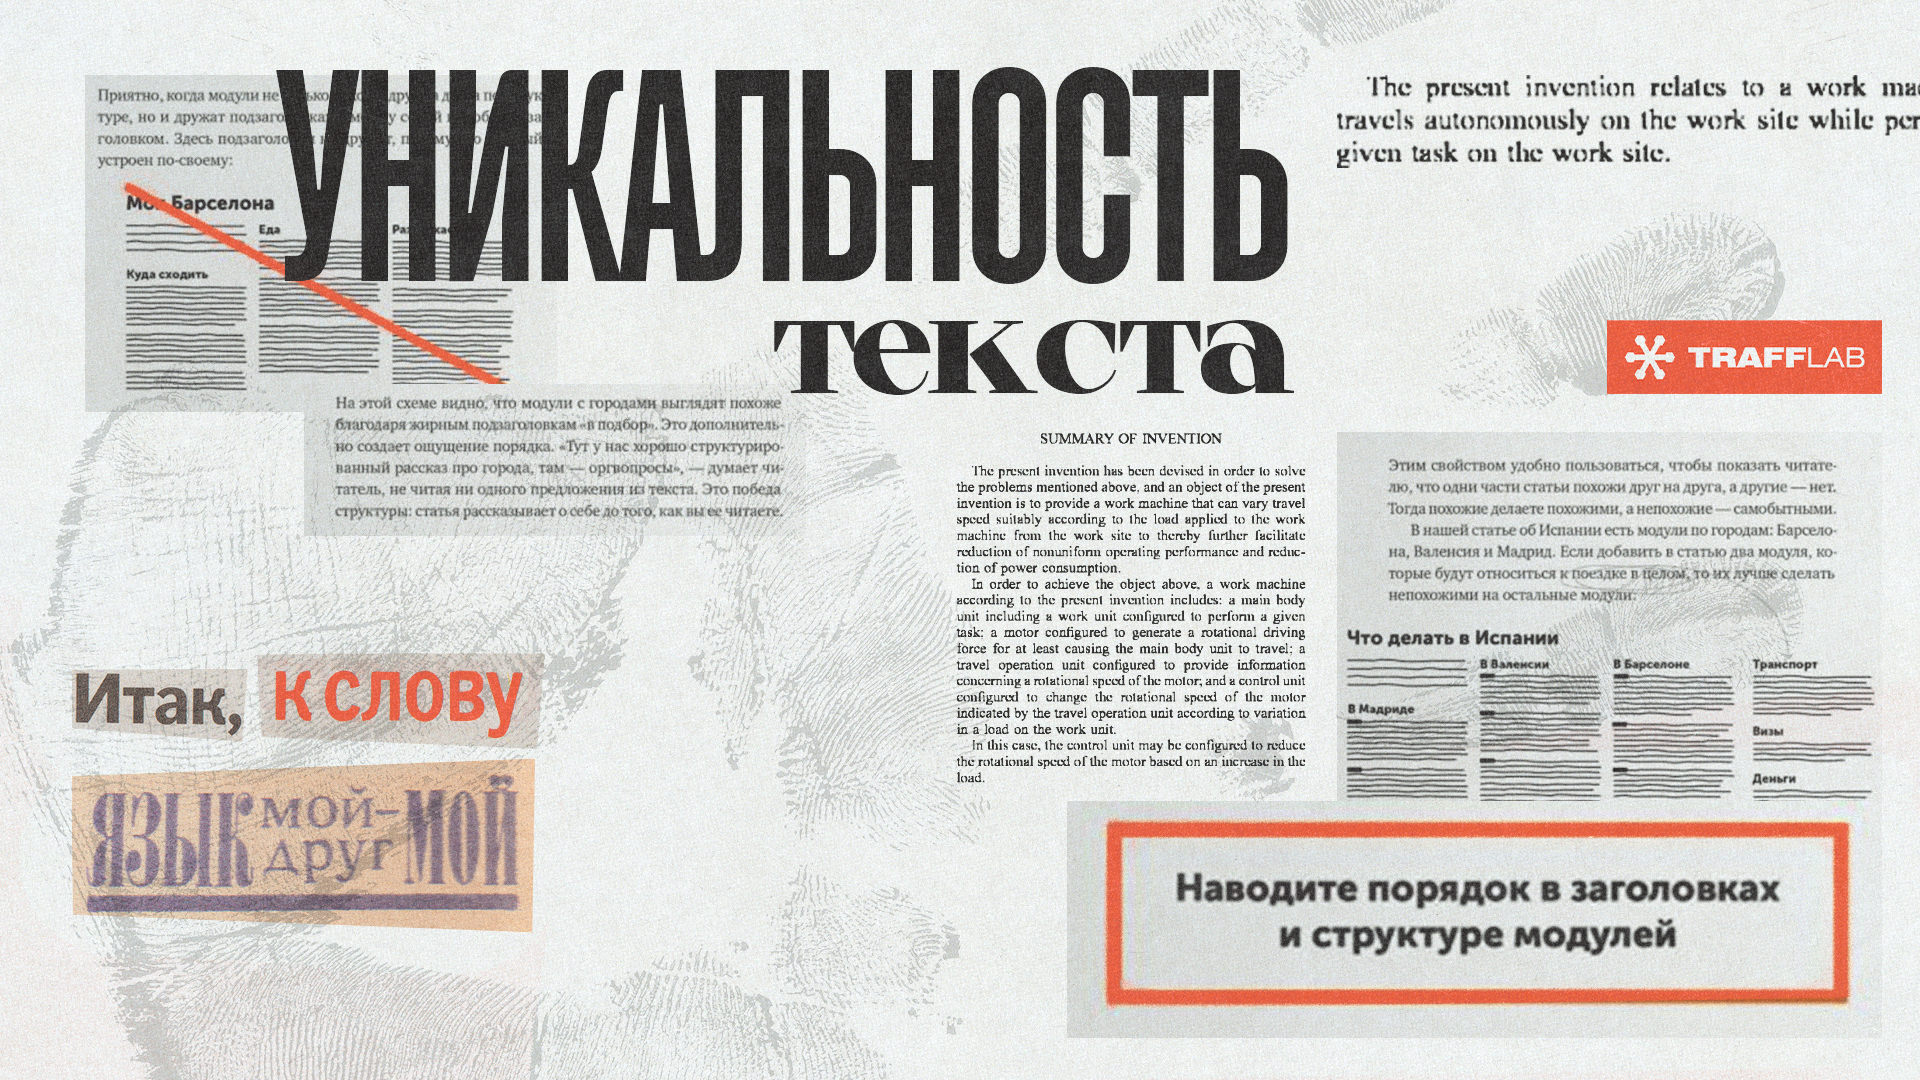 УНИКАЛЬНОСТЬ
текста
Приятно, когда модули не
туре, но и дружат
головком. Здесь
устроен по-своему:
Моя Барселона
Еда
Куда сходить
На этой схеме видно, что модули с городами выглядят похоже
благодаря жирным подзаголовкам «в подбор». Это дополнитель-
но создает ощущение порядка. «Тут у нас хорошо структуриро-
ванный рассказ про города, там — оргвопросы», — думает чи-
татель, не читая ни одного предложения из текста. Это победа
структуры: статья рассказывает о себе до того, как вы ее читаете.
Итак, к слову
ЯЗЫК мой– друг МОЙ
SUMMARY OF INVENTION
The present invention has been devised in order to solve
the problems mentioned above, and an object of the present
invention is to provide a work machine that can vary travel
speed suitably according to the load applied to the work
machine from the work site to thereby further facilitate
reduction of nonuniform operating performance and reduc-
tion of power consumption.
In order to achieve the object above, a work machine
according to the present invention includes: a main body
unit including a work unit configured to perform a given
task; a motor configured to generate a rotational driving
force for at least causing the main body unit to travel; a
travel operation unit configured to provide information
concerning a rotational speed of the motor; and a control unit
configured to change the rotational speed of the motor
indicated by the travel operation unit according to variation
in a load on the work unit.
In this case, the control unit may be configured to reduce
the rotational speed of the motor based on an increase in the
load.
The present invention relates to a work
travels autonomously on the work site while
given task on the work site.
TRAFFLAB
Этим свойством удобно пользоваться, чтобы показать читате-
лю, что одни части статьи похожи друг на друга, а другие — нет.
Тогда похожие делаете похожими, а непохожие — самобытными.
В нашей статье об Испании есть модули по городам: Барсело-
на, Валенсия и Мадрид. Если добавить в статью два модуля, ко-
торые будут относиться к поездке в целом, то их лучше сделать
непохожими на остальные модули:
Что делать в Испании
В Валенсии
В Барселоне
Транспорт
В Мадриде
Визы
Деньги
Наводите порядок в заголовках
и структуре модулей